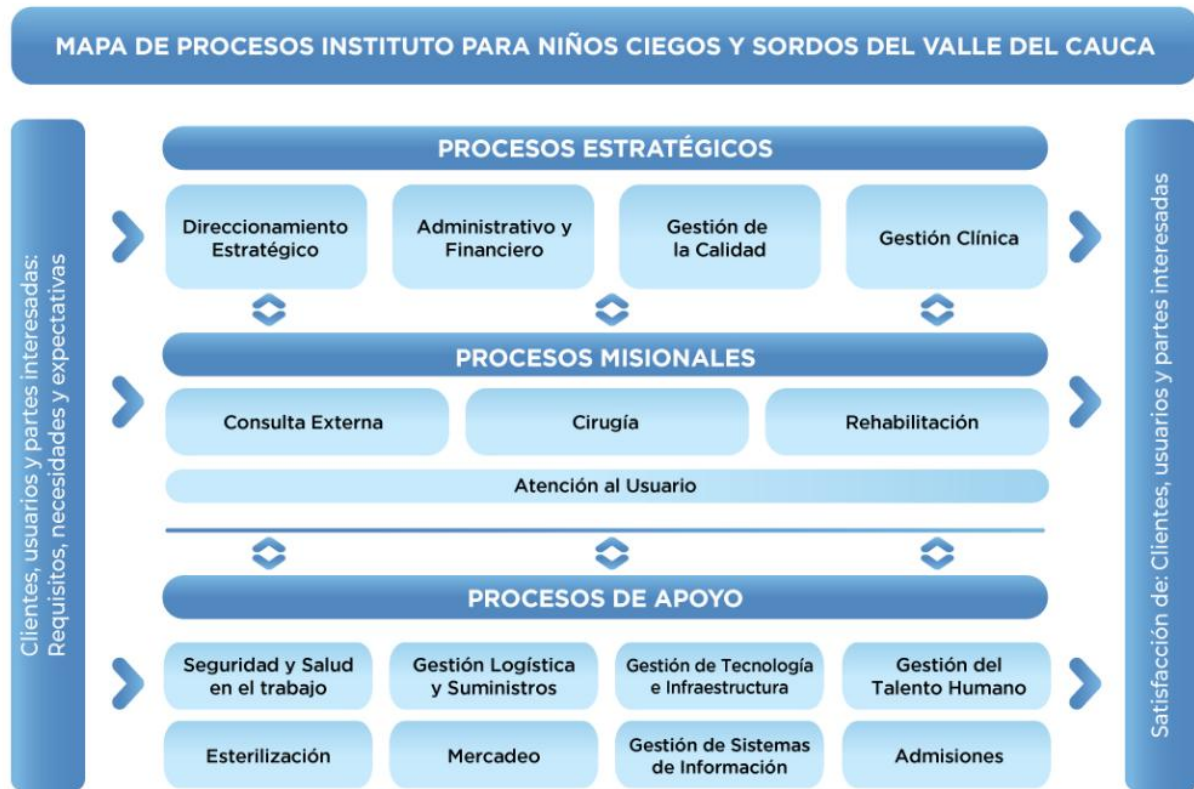 MAPA DE PROCESOS INSTITUTO PARA NIÑOS CIEGOS Y SORDOS DEL VALLE DEL CAUCA
Clientes, usuarios y partes interesadas:
Requisitos, necesidades y expectativas
PROCESOS ESTRATÉGICOS
Direccionamiento
Estratégico
Administrativo y
Financiero
Gestión de
la Calidad
Gestión Clínica
PROCESOS MISIONALES
Consulta Externa
Cirugía
Rehabilitación
Atención al Usuario
PROCESOS DE APOYO
Seguridad y Salud
en el trabajo
Gestión Logística
y Suministros
Gestión de Tecnología
e Infraestructura
Gestión del
Talento Humano
Esterilización
Mercadeo
Gestión de Sistemas
de Información
Admisiones
Satisfacción de: Clientes, usuarios y partes interesadas